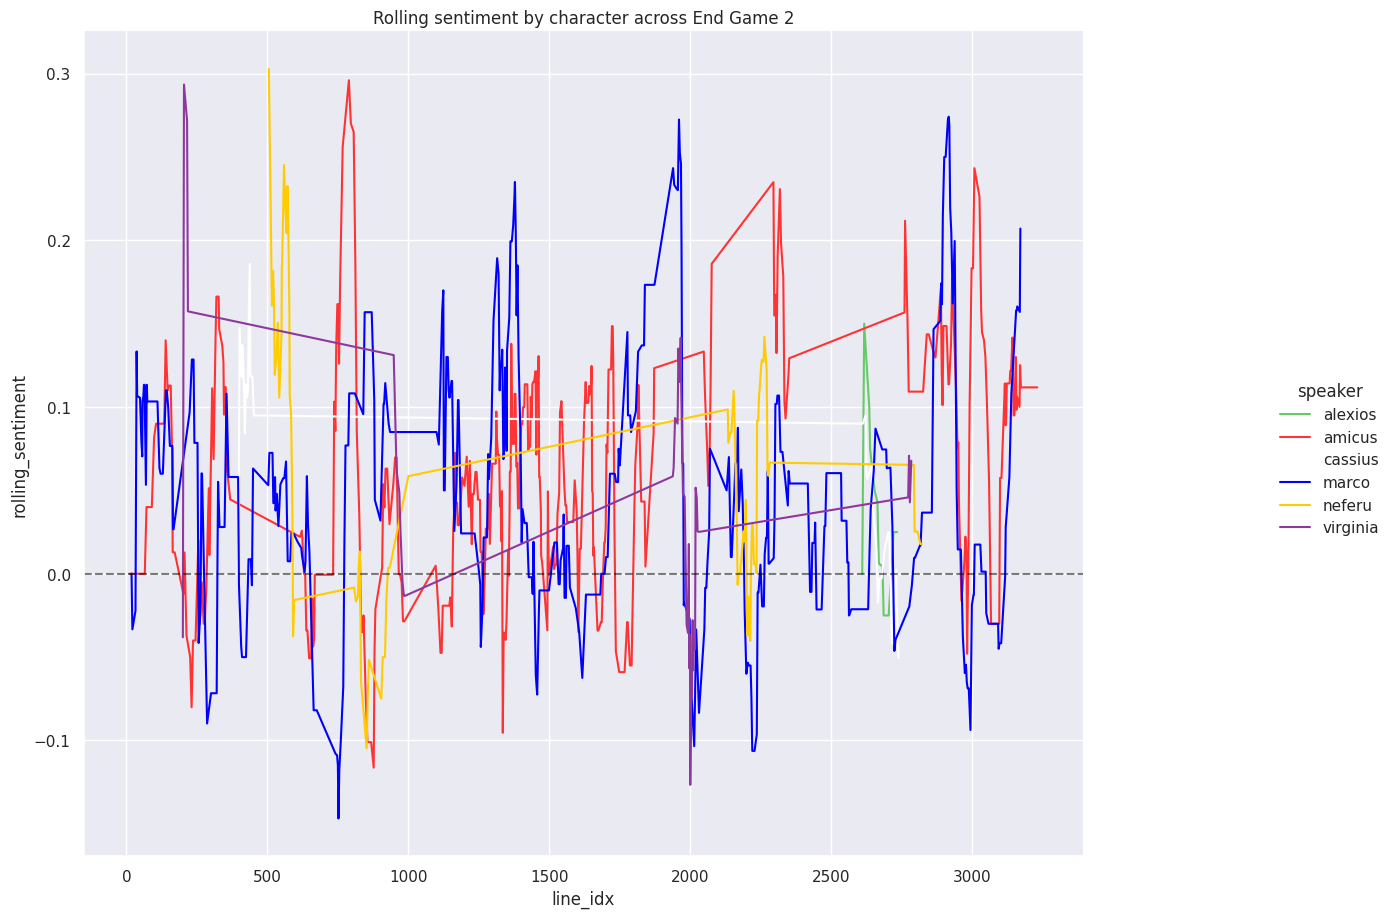 Rolling sentiment by character across End Game 2
rolling_sentiment
0.3
0.2
0.1
0.0
−0.1
0
500
1000
1500
2000
2500
3000
line_idx
speaker
alexios
amicus
cassius
marco
neferu
virginia